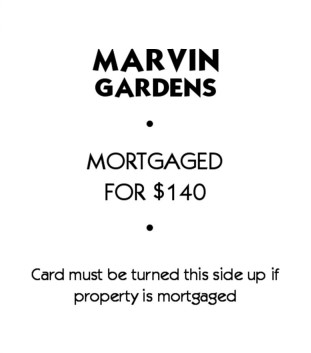 MARVIN
GARDENS
•
MORTGAGED
FOR $140
•
Card must be turned this side up if
property is mortgaged